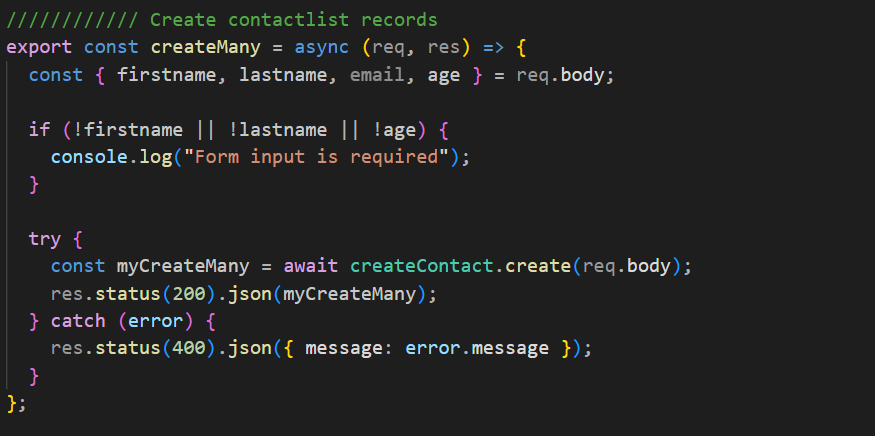 //////////// Create contactlist records
export const createMany = async (req, res) => {
const { firstname, lastname, email, age } = req.body;
if (!firstname || !lastname || !age) {
console.log("Form input is required");
}
try {
const myCreateMany = await createContact.create(req.body);
res.status(200).json(myCreateMany);
} catch (error) {
res.status(400).json({ message: error.message });
}
};